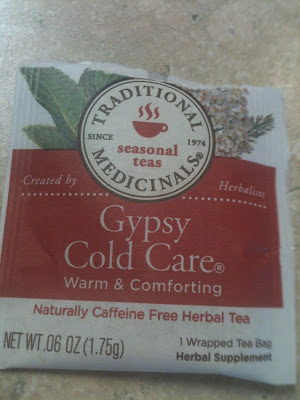 TRADITIONAL
SINCE 1974
seasonal
teas
MEDICINALS®
Created by Herbalists
Gypsy
Cold Care®
Warm & Comforting
Naturally Caffeine Free Herbal Tea
NET WT .06 OZ (1.75g)
1 Wrapped Tea Bag
Herbal Supplement